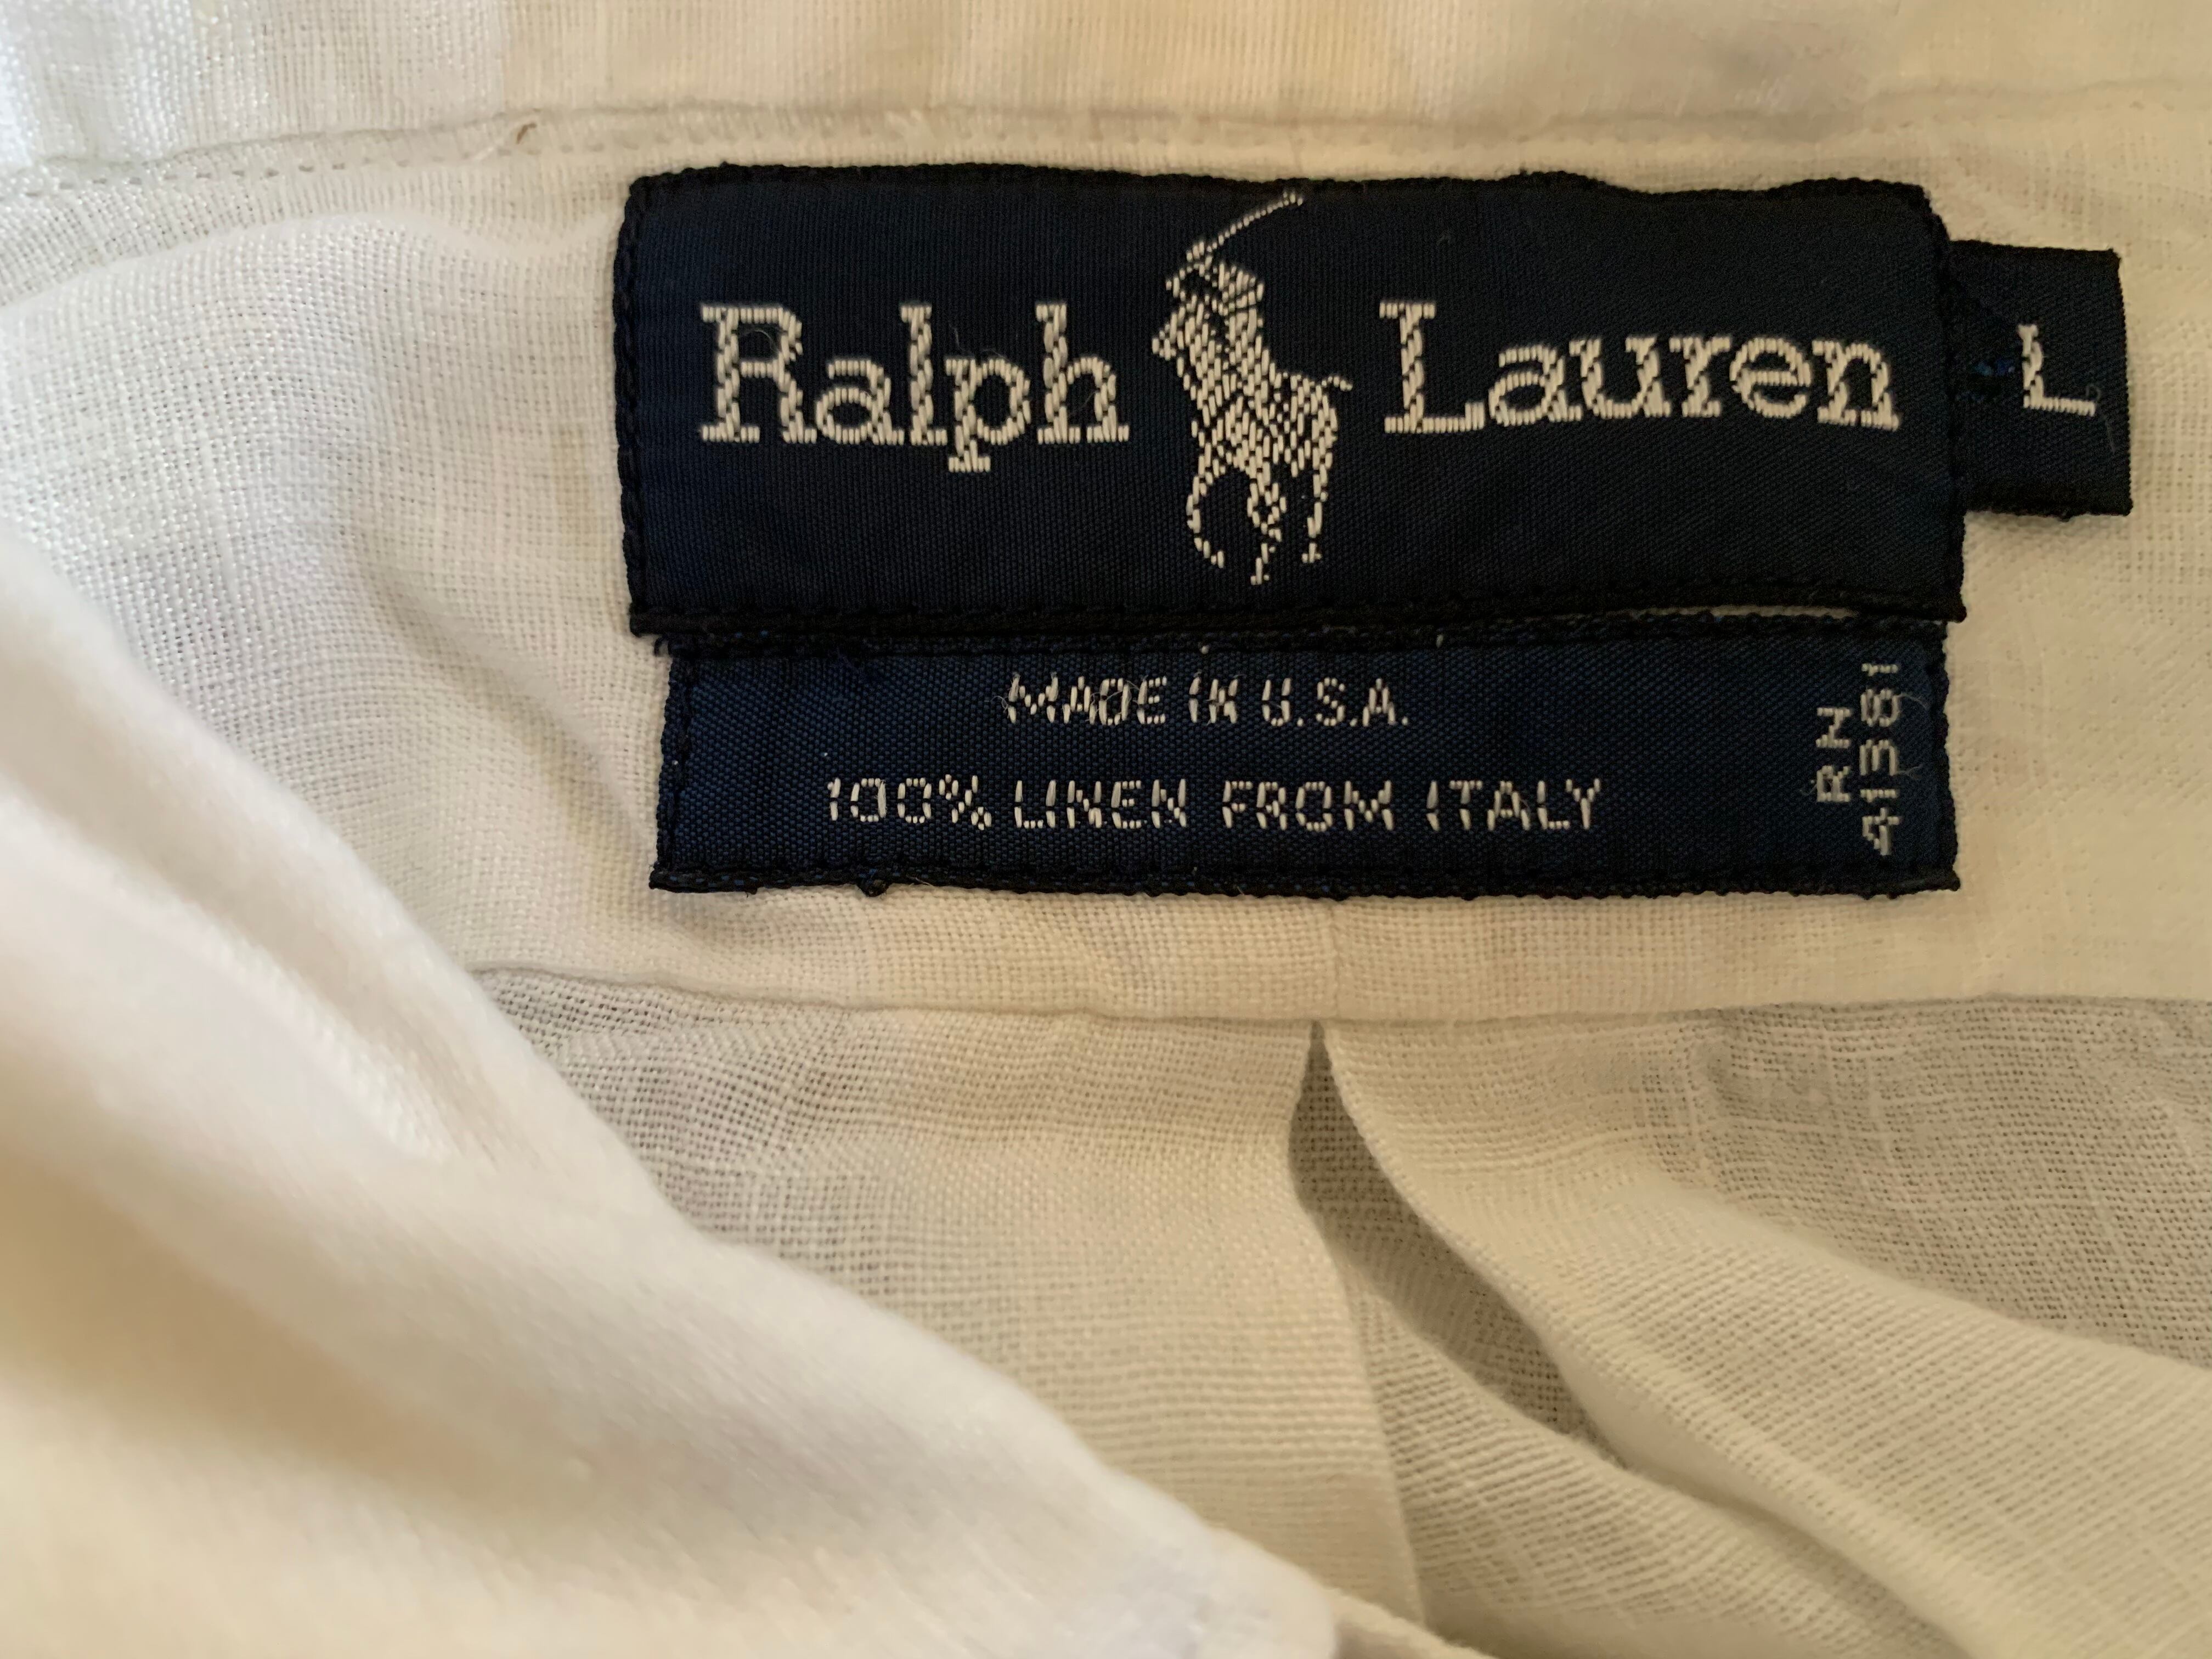 Ralph Lauren
L
MADE IN U.S.A.
100% LINEN FROM ITALY
RN
41381